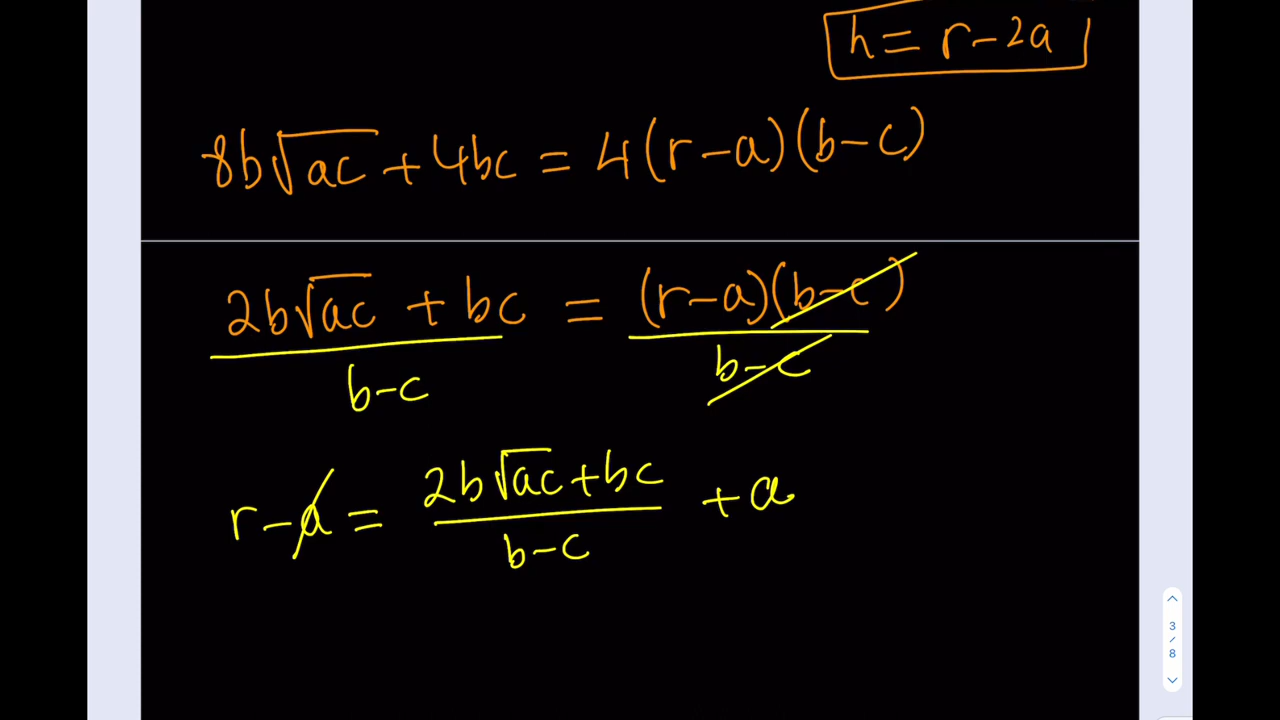 h = r-2a
8b√ac + 4bc = 4(r-a)(b-c)
2b√ac + bc / b-c = (r-a)(b-c) / b-c
r-a = 2b√ac+bc / b-c + a
3
/
8